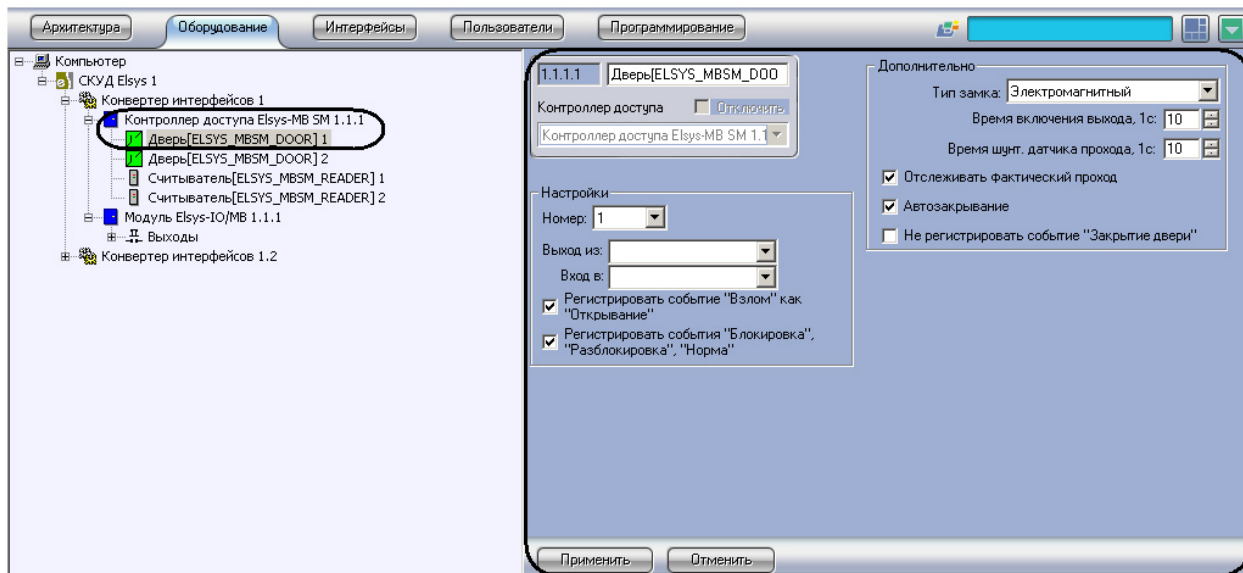 Архитектура Оборудование Интерфейсы Пользователи Программирование
Компьютер
СКУД Elsys 1
Конвертер интерфейсов 1
Контроллер доступа Elsys-MB SM 1.1.1
Дверь[ELSYS_MBSM_DOOR] 1
Дверь[ELSYS_MBSM_DOOR] 2
Считыватель[ELSYS_MBSM_READER] 1
Считыватель[ELSYS_MBSM_READER] 2
Модуль Elsys-IO/MB 1.1.1
Выходы
Конвертер интерфейсов 1.2
1.1.1.1 Дверь[ELSYS_MBSM_DOO
Контроллер доступа Отключить
Контроллер доступа Elsys-MB SM 1.1
Настройки
Номер: 1
Выход из:
Вход в:
Регистрировать событие "Взлом" как
"Открывание"
Регистрировать события "Блокировка",
"Разблокировка", "Норма"
Дополнительно
Тип замка: Электромагнитный
Время включения выхода, 1с: 10
Время шунт. датчика прохода, 1с: 10
Отслеживать фактический проход
Автозакрывание
Не регистрировать событие "Закрытие двери"
Применить Отменить